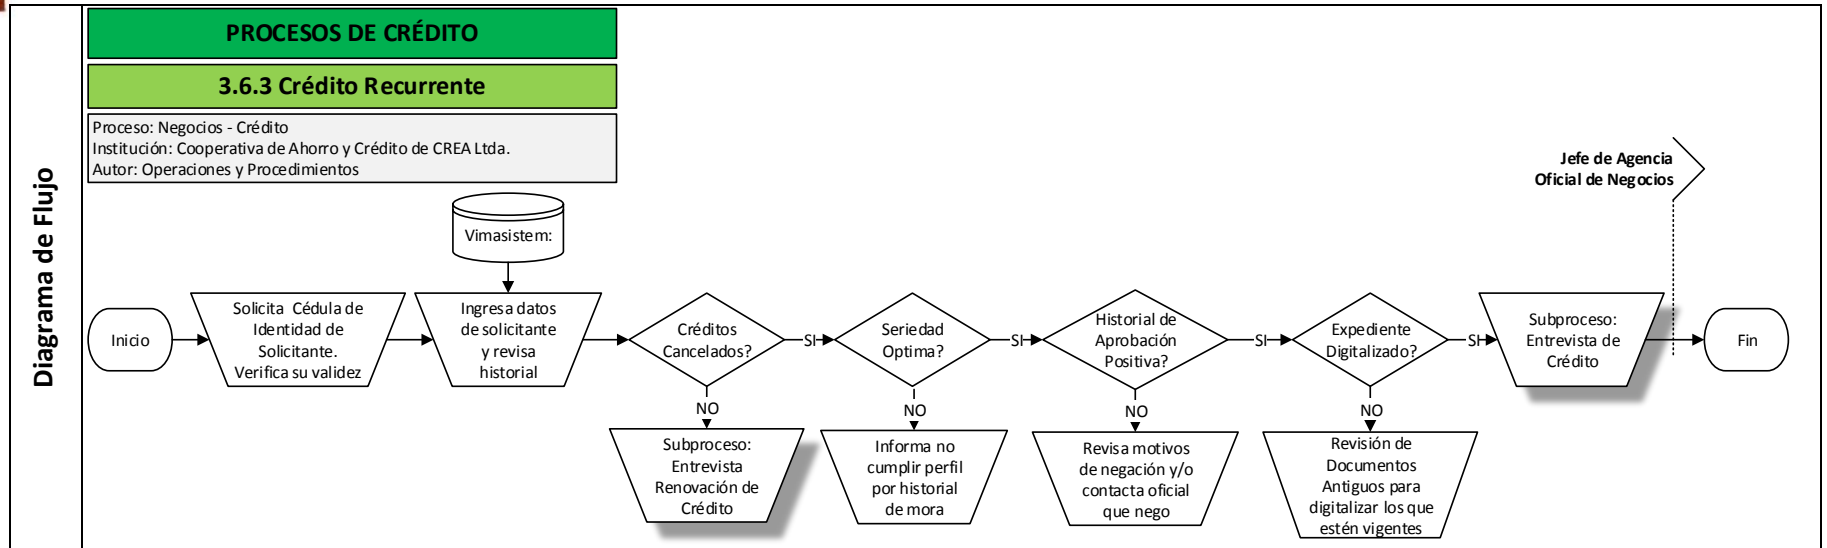 PROCESOS DE CRÉDITO
3.6.3 Crédito Recurrente
Proceso: Negocios - Crédito
Institución: Cooperativa de Ahorro y Crédito de CREA Ltda.
Autor: Operaciones y Procedimientos
Diagrama de Flujo
Jefe de Agencia
Oficial de Negocios
Vimasistem:
Inicio
Solicita Cédula de
Identidad de
Solicitante.
Verifica su validez
Ingresa datos
de solicitante
y revisa
historial
Créditos
Cancelados?
SI
Seriedad
Optima?
SI
Historial de
Aprobación
Positiva?
SI
Expediente
Digitalizado?
SI
Subproceso:
Entrevista de
Crédito
Fin
NO
Subproceso:
Entrevista
Renovación de
Crédito
NO
Informa no
cumplir perfil
por historial
de mora
NO
Revisa motivos
de negación y/o
contacta oficial
que nego
NO
Revisión de
Documentos
Antiguos para
digitalizar los que
estén vigentes